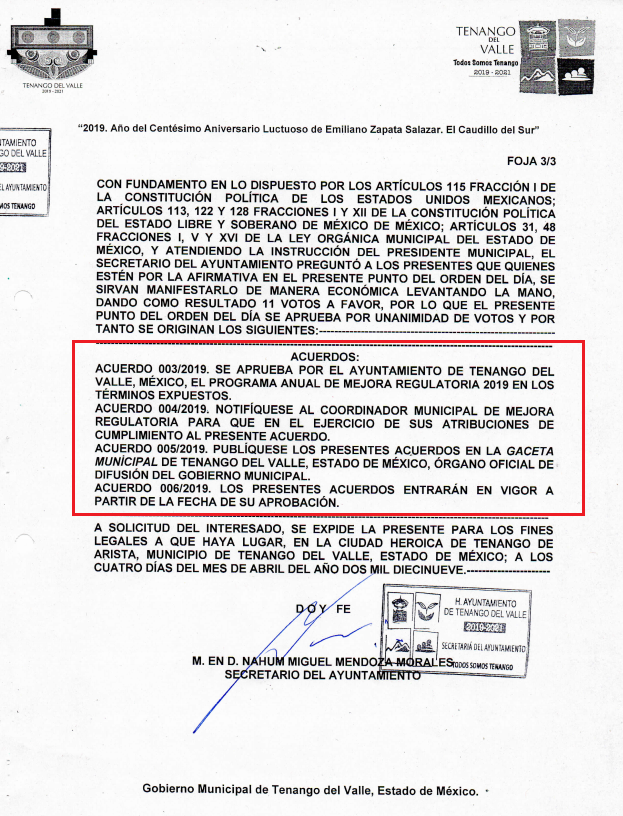 TENANGO DEL VALLE
2019 - 2021
TENANGO
DEL
VALLE
Todos Somos Tenango
2019 - 2021
"2019. Año del Centésimo Aniversario Luctuoso de Emiliano Zapata Salazar. El Caudillo del Sur"
AYUNTAMIENTO
GO DEL VALLE
9-2021
EL AYUNTAMIENTO
MOS TENANGO
FOJA 3/3
CON FUNDAMENTO EN LO DISPUESTO POR LOS ARTÍCULOS 115 FRACCIÓN I DE
LA CONSTITUCIÓN POLÍTICA DE LOS ESTADOS UNIDOS MEXICANOS;
ARTÍCULOS 113, 122 Y 128 FRACCIONES I Y XII DE LA CONSTITUCIÓN POLÍTICA
DEL ESTADO LIBRE Y SOBERANO DE MÉXICO DE MÉXICO; ARTÍCULOS 31, 48
FRACCIONES I, V Y XVI DE LA LEY ORGÁNICA MUNICIPAL DEL ESTADO DE
MÉXICO, Y ATENDIENDO LA INSTRUCCIÓN DEL PRESIDENTE MUNICIPAL, EL
SECRETARIO DEL AYUNTAMIENTO PREGUNTÓ A LOS PRESENTES QUE QUIENES
ESTÉN POR LA AFIRMATIVA EN EL PRESENTE PUNTO DEL ORDEN DEL DÍA, SE
SIRVAN MANIFESTARLO DE MANERA ECONÓMICA LEVANTANDO LA MANO,
DANDO COMO RESULTADO 11 VOTOS A FAVOR, POR LO QUE EL PRESENTE
PUNTO DEL ORDEN DEL DÍA SE APRUEBA POR UNANIMIDAD DE VOTOS Y POR
TANTO SE ORIGINAN LOS SIGUIENTES:--------------------------------------------------
ACUERDOS:
ACUERDO 003/2019. SE APRUEBA POR EL AYUNTAMIENTO DE TENANGO DEL
VALLE, MÉXICO, EL PROGRAMA ANUAL DE MEJORA REGULATORIA 2019 EN LOS
TÉRMINOS EXPUESTOS.
ACUERDO 004/2019. NOTIFÍQUESE AL COORDINADOR MUNICIPAL DE MEJORA
REGULATORIA PARA QUE EN EL EJERCICIO DE SUS ATRIBUCIONES DE
CUMPLIMIENTO AL PRESENTE ACUERDO.
ACUERDO 005/2019. PUBLÍQUESE LOS PRESENTES ACUERDOS EN LA GACETA
MUNICIPAL DE TENANGO DEL VALLE, ESTADO DE MÉXICO, ÓRGANO OFICIAL DE
DIFUSIÓN DEL GOBIERNO MUNICIPAL.
ACUERDO 006/2019. LOS PRESENTES ACUERDOS ENTRARÁN EN VIGOR A
PARTIR DE LA FECHA DE SU APROBACIÓN.
A SOLICITUD DEL INTERESADO, SE EXPIDE LA PRESENTE PARA LOS FINES
LEGALES A QUE HAYA LUGAR, EN LA CIUDAD HEROICA DE TENANGO DE
ARISTA, MUNICIPIO DE TENANGO DEL VALLE, ESTADO DE MÉXICO; A LOS
CUATRO DÍAS DEL MES DE ABRIL DEL AÑO DOS MIL DIECINUEVE.---------------------
D O Y FE
H. AYUNTAMIENTO
DE TENANGO DEL VALLE
2019-2021
SECRETARÍA DEL AYUNTAMIENTO
TODOS SOMOS TENANGO
M. EN D. NAHUM MIGUEL MENDOZA MORALES
SECRETARIO DEL AYUNTAMIENTO
Gobierno Municipal de Tenango del Valle, Estado de México.